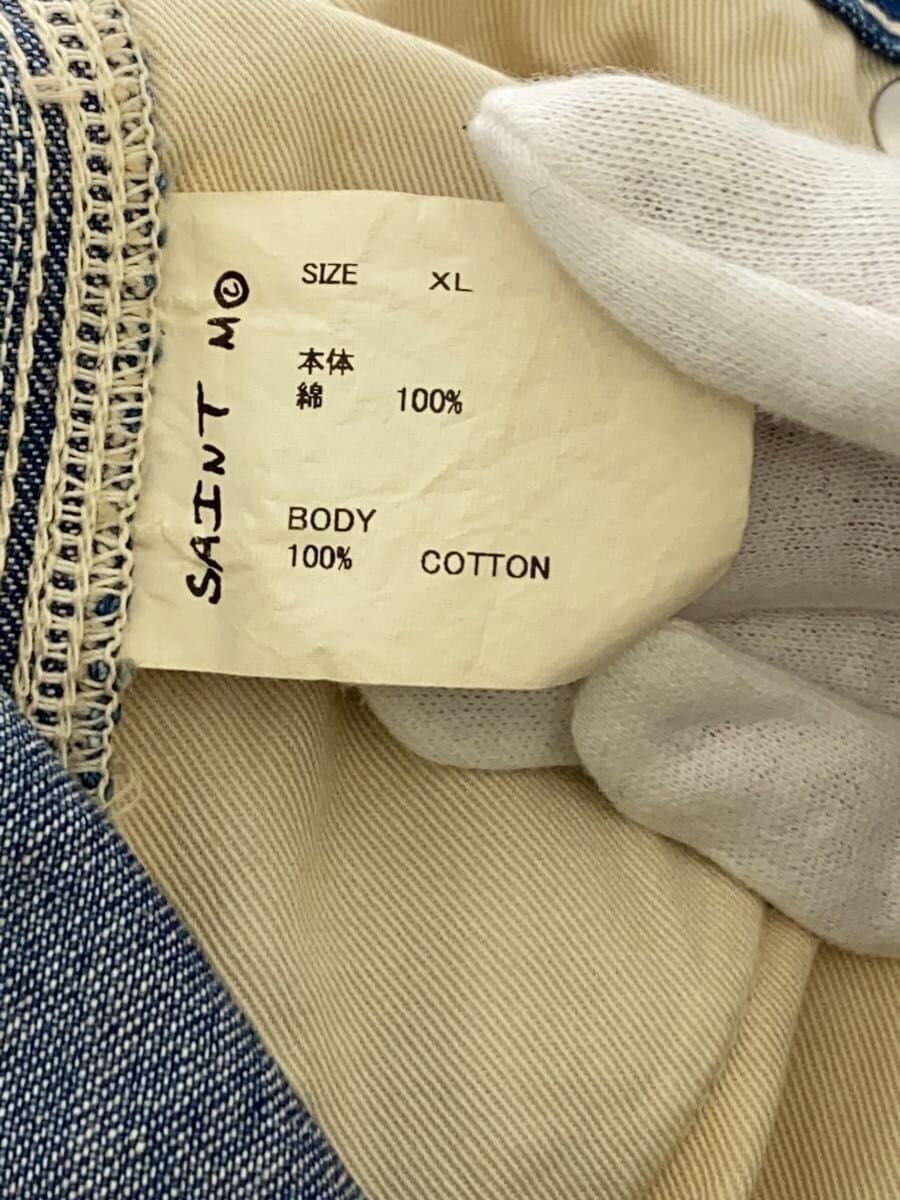 SAINT M©
SIZE XL
本体
綿 100%
BODY
100% COTTON